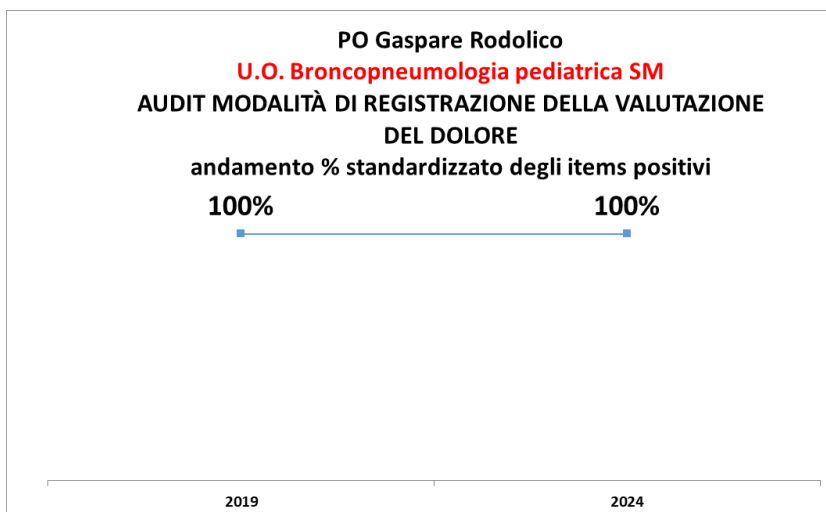 PO Gaspare Rodolico
U.O. Broncopneumologia pediatrica SM
AUDIT MODALITÀ DI REGISTRAZIONE DELLA VALUTAZIONE
DEL DOLORE
andamento % standardizzato degli items positivi
100% 100%
2019 2024